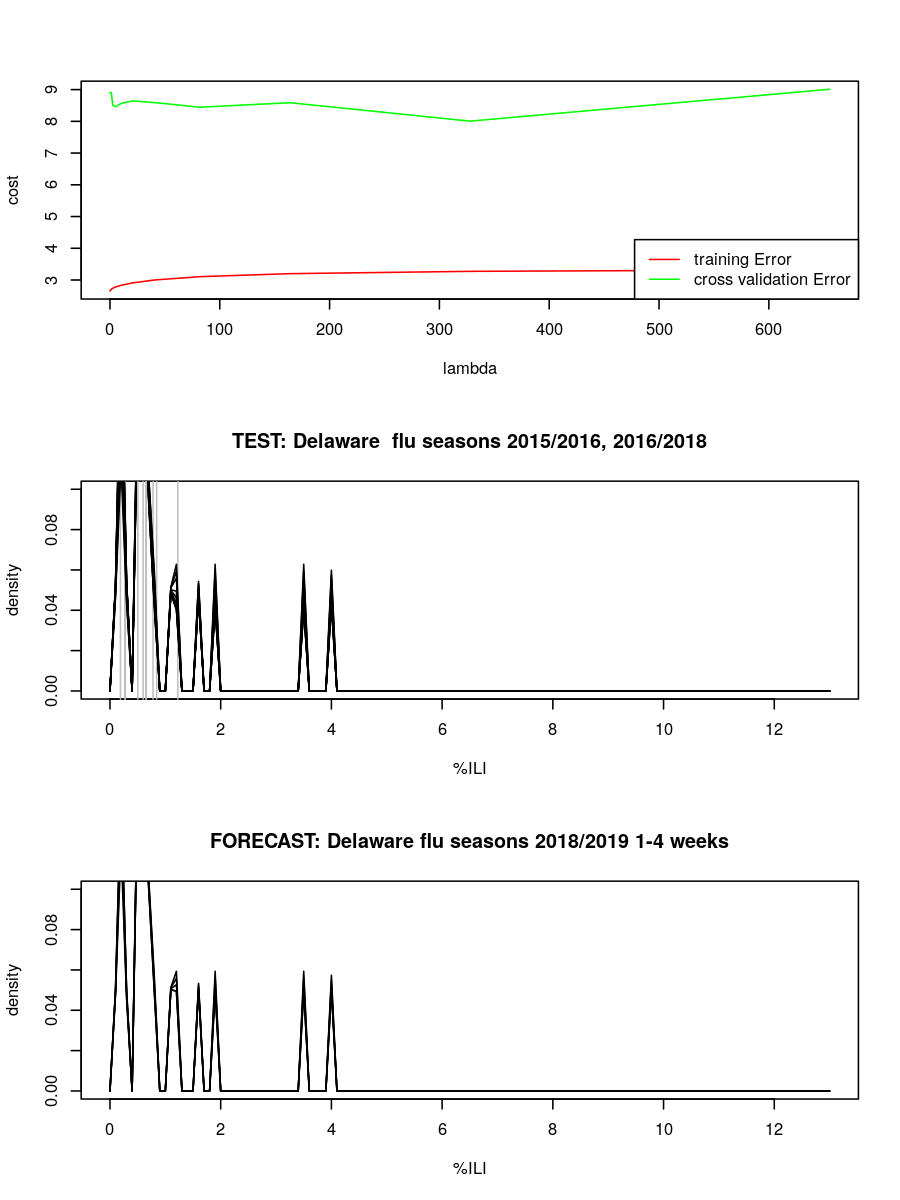 9
8
7
6
5
4
3
cost
training Error
cross validation Error
0 100 200 300 400 500 600
lambda
TEST: Delaware  flu seasons 2015/2016, 2016/2018
0.08
0.04
0.00
density
0 2 4 6 8 10 12
%ILI
FORECAST: Delaware flu seasons 2018/2019 1-4 weeks
0.08
0.04
0.00
density
0 2 4 6 8 10 12
%ILI